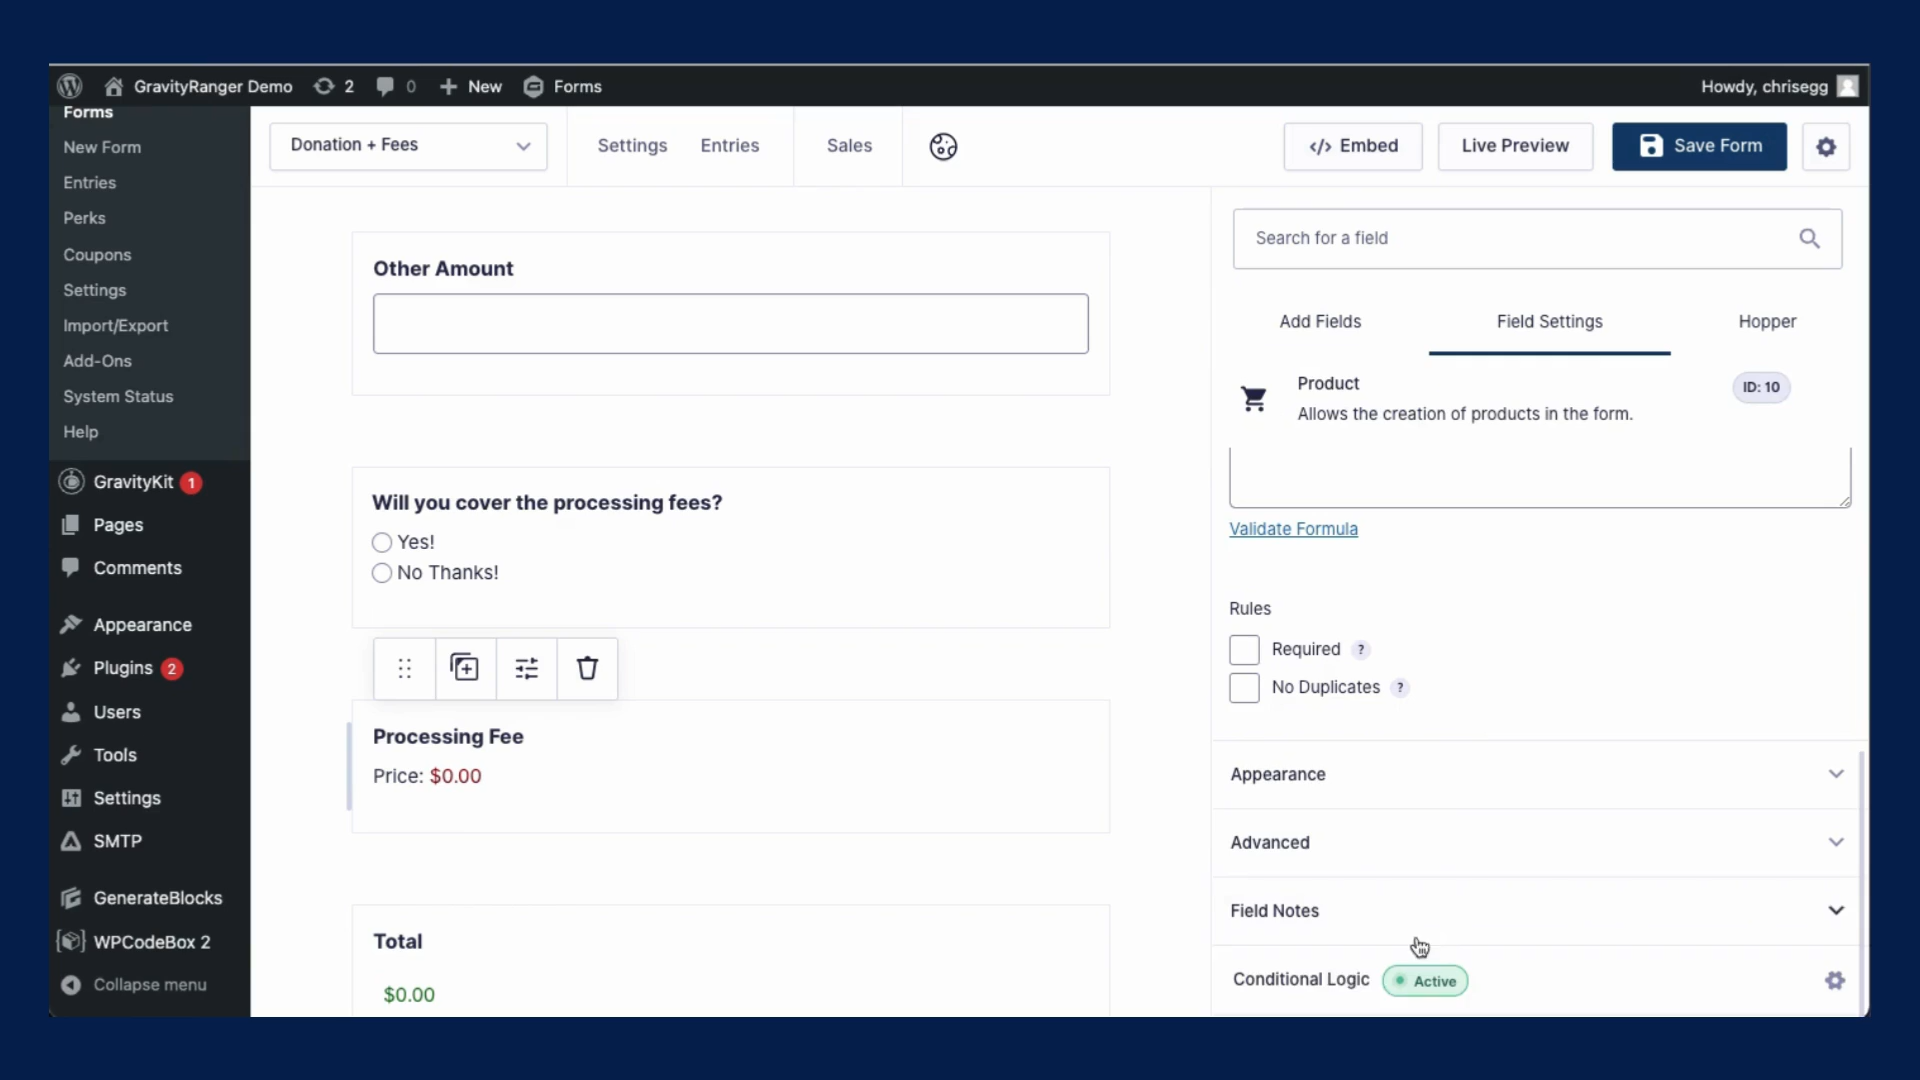 GravityRanger Demo 2 0 New Forms Howdy, chrisegg
Forms
New Form
Entries
Perks
Coupons
Settings
Import/Export
Add-Ons
System Status
Help
GravityKit 1
Pages
Comments
Appearance
Plugins 2
Users
Tools
Settings
SMTP
GenerateBlocks
WPCodeBox 2
Collapse menu
Donation + Fees Settings Entries Sales </> Embed Live Preview Save Form
Other Amount
Will you cover the processing fees?
Yes!
No Thanks!
Processing Fee
Price: $0.00
Total
$0.00
Search for a field
Add Fields Field Settings Hopper
Product ID: 10
Allows the creation of products in the form.
Validate Formula
Rules
Required ?
No Duplicates ?
Appearance
Advanced
Field Notes
Conditional Logic Active